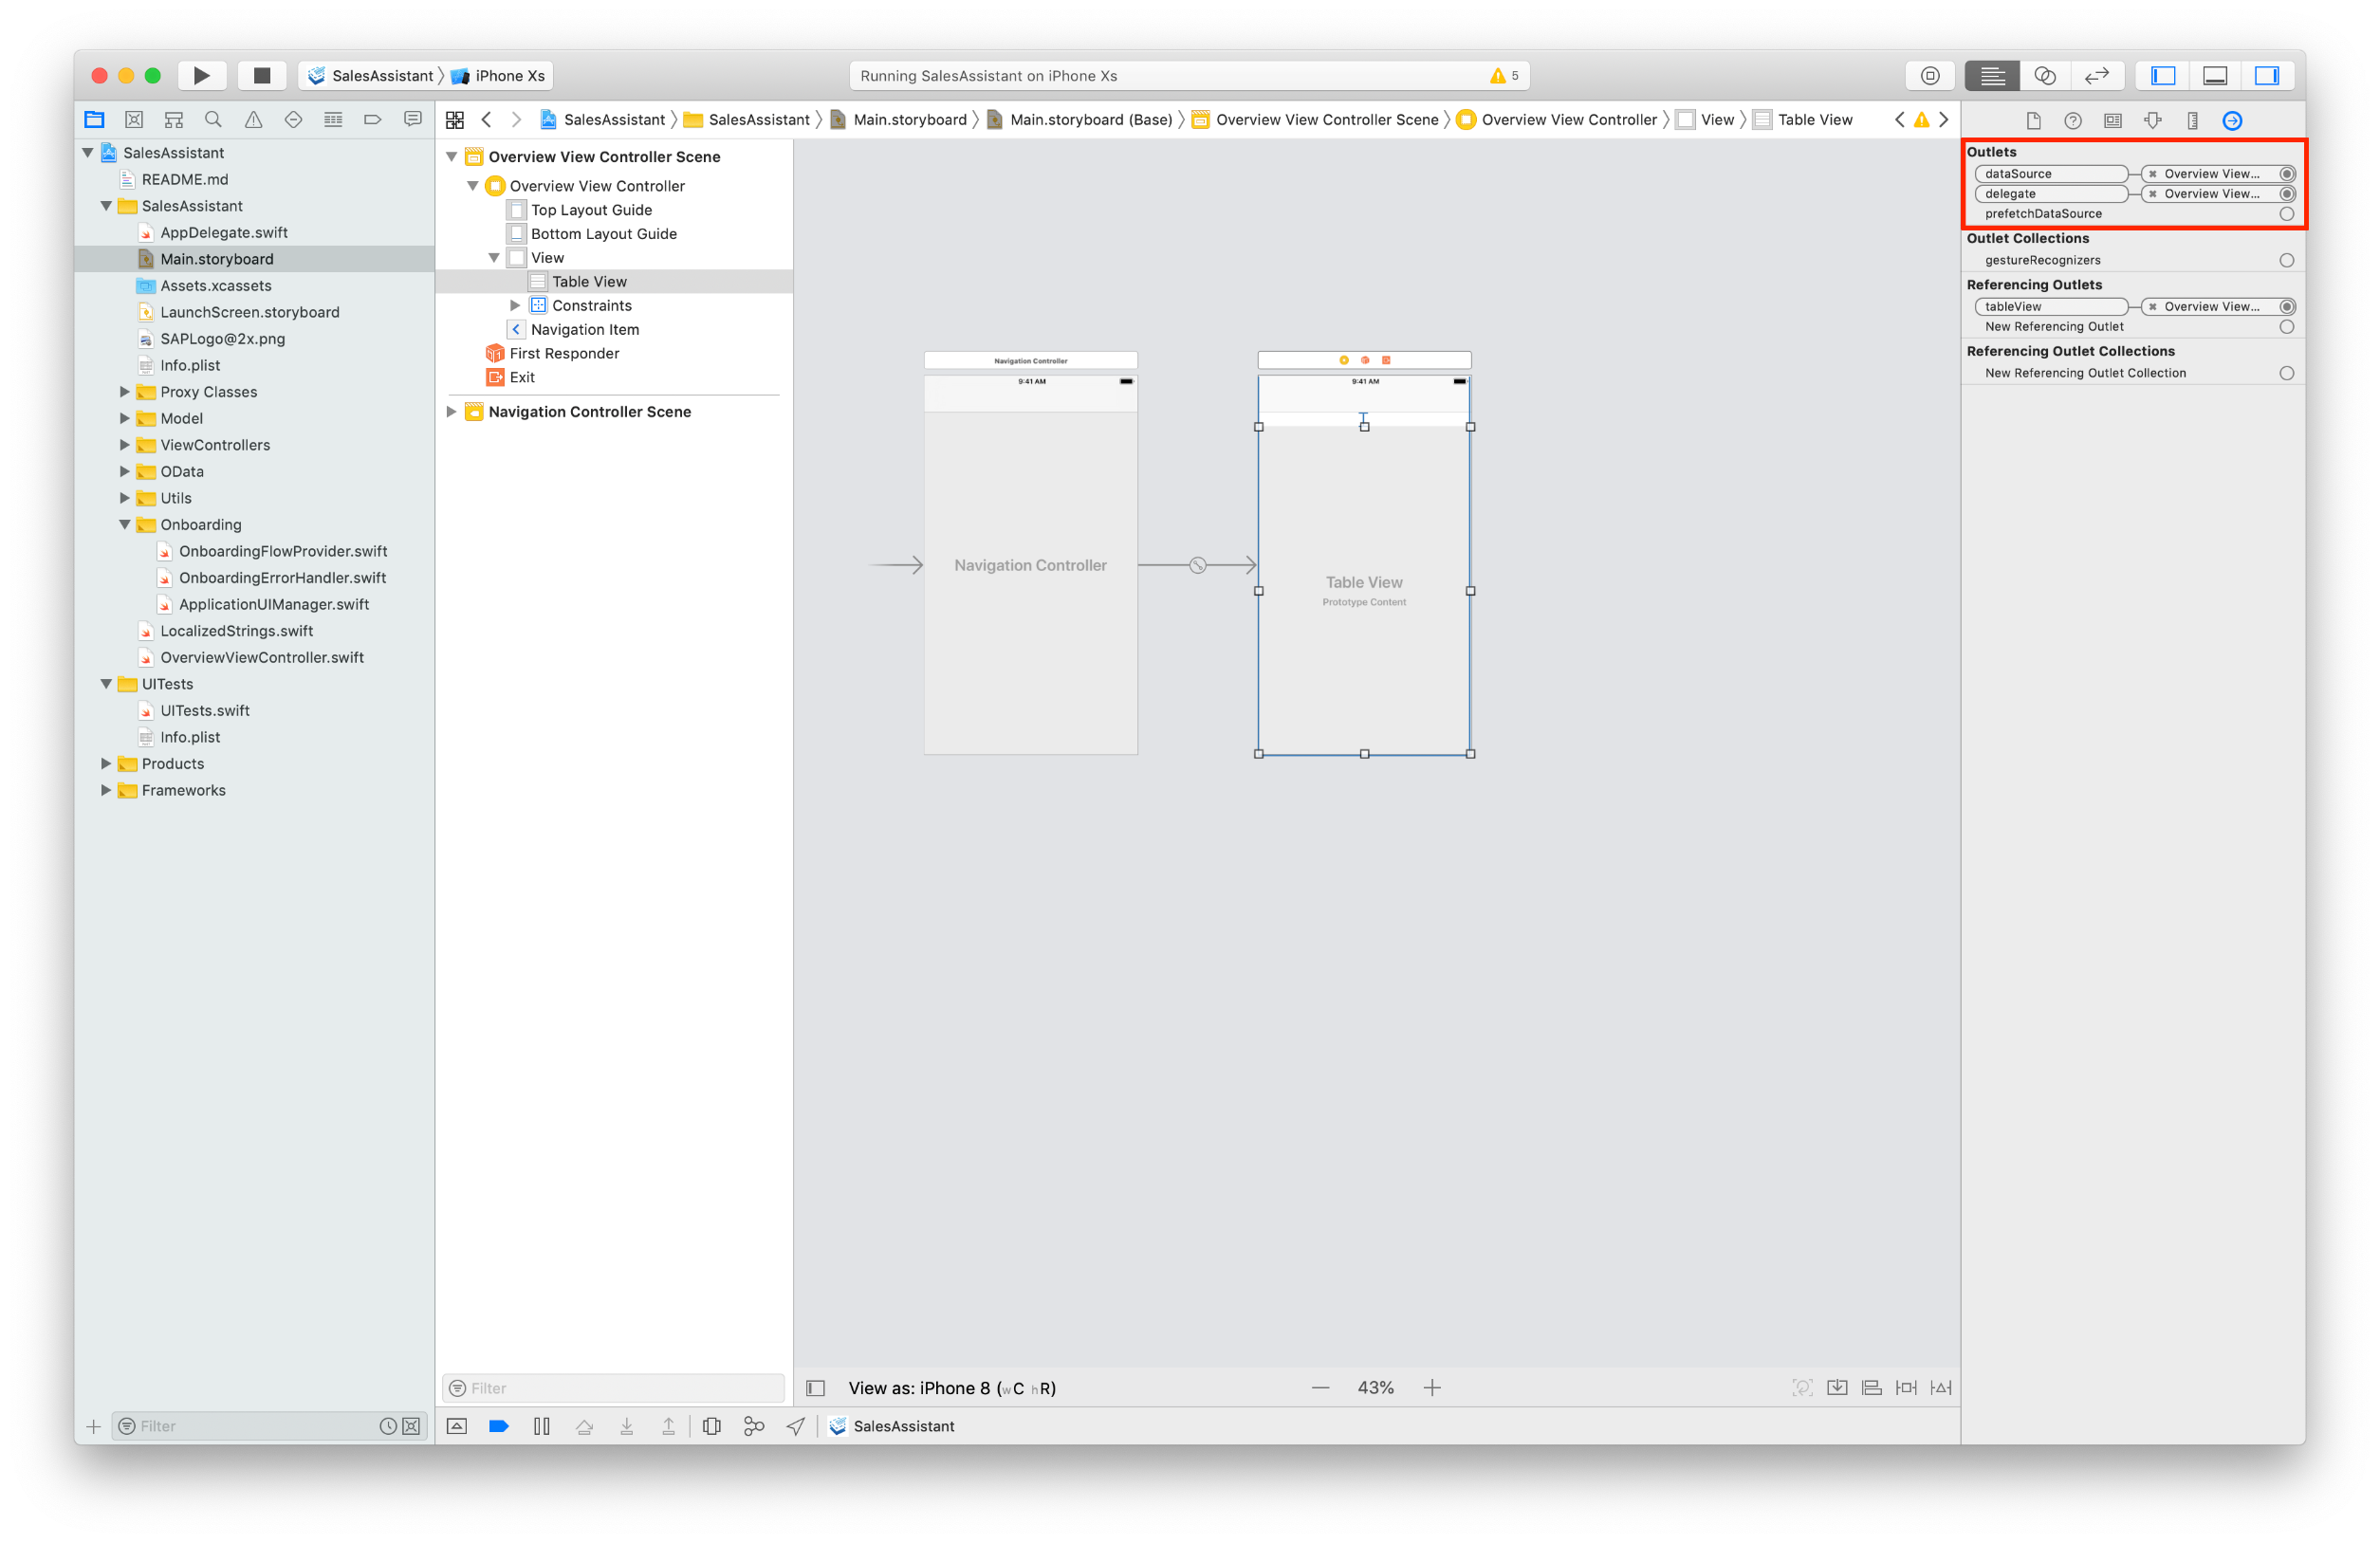 SalesAssistant
iPhone Xs
Running SalesAssistant on iPhone Xs
5
SalesAssistant
SalesAssistant
Main.storyboard
Main.storyboard (Base)
Overview View Controller Scene
Overview View Controller
View
Table View
SalesAssistant
README.md
SalesAssistant
AppDelegate.swift
Main.storyboard
Assets.xcassets
LaunchScreen.storyboard
SAPLogo@2x.png
Info.plist
Proxy Classes
Model
ViewControllers
OData
Utils
Onboarding
OnboardingFlowProvider.swift
OnboardingErrorHandler.swift
ApplicationUIManager.swift
LocalizedStrings.swift
OverviewViewController.swift
UITests
UITests.swift
Info.plist
Products
Frameworks
Filter
Overview View Controller Scene
Overview View Controller
Top Layout Guide
Bottom Layout Guide
View
Table View
Constraints
Navigation Item
First Responder
Exit
Navigation Controller Scene
Filter
Navigation Controller
9:41 AM
Navigation Controller
9:41 AM
Table View
Prototype Content
View as: iPhone 8 (wC hR)
43%
SalesAssistant
Outlets
dataSource
Overview View...
delegate
Overview View...
prefetchDataSource
Outlet Collections
gestureRecognizers
Referencing Outlets
tableView
Overview View...
New Referencing Outlet
Referencing Outlet Collections
New Referencing Outlet Collection